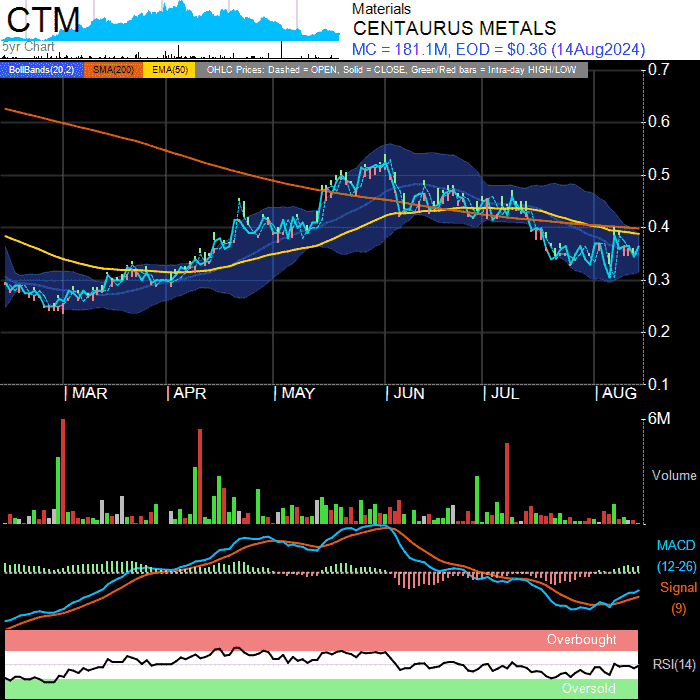 CTM
5yr Chart
Materials
CENTAURUS METALS
MC = 181.1M, EOD = $0.36 (14Aug2024)
BollBands(20,2) SMA(200) EMA(50) OHLC Prices: Dashed = OPEN, Solid = CLOSE, Green/Red bars = Intra-day HIGH/LOW
0.7
0.6
0.5
0.4
0.3
0.2
0.1
| MAR | APR | MAY | JUN | JUL | AUG
6M
Volume
MACD
(12-26)
Signal
(9)
Overbought
RSI(14)
Oversold